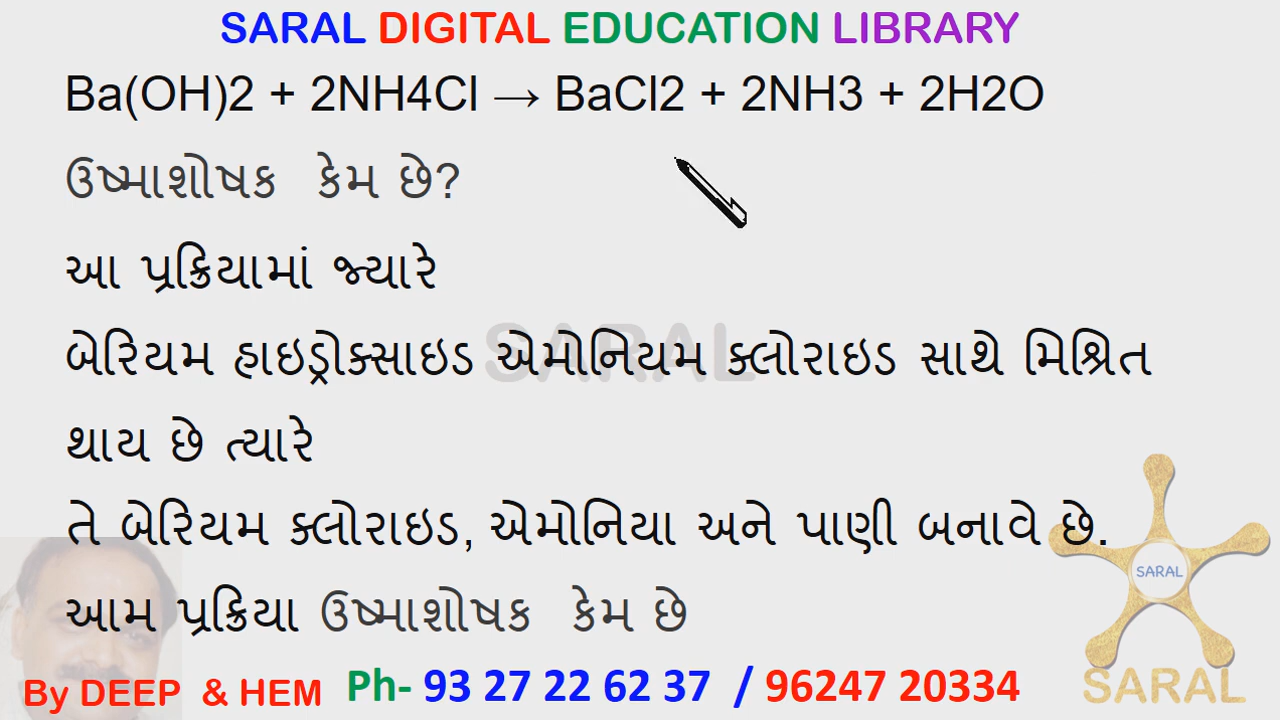 SARAL DIGITAL EDUCATION LIBRARY
Ba(OH)2 + 2NH4Cl → BaCl2 + 2NH3 + 2H2O
ઉષ્માશોષક કેમ છે?
આ પ્રક્રિયામાં જ્યારે
SARAL
બેરિયમ હાઇડ્રોક્સાઇડ એમોનિયમ ક્લોરાઇડ સાથે મિશ્રિત
થાય છે ત્યારે
તે બેરિયમ ક્લોરાઇડ, એમોનિયા અને પાણી બનાવે છે.
SARAL
આમ પ્રક્રિયા ઉષ્માશોષક કેમ છે
By DEEP & HEM Ph- 93 27 22 62 37 / 96247 20334
SARAL